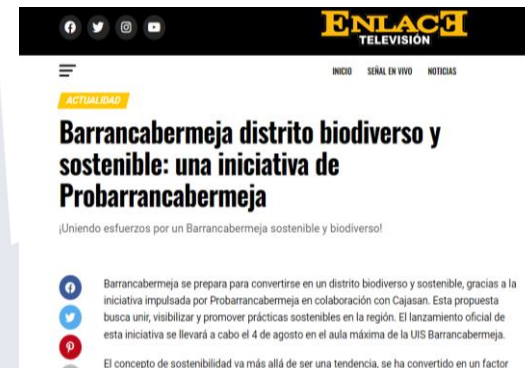 ENLACE
TELEVISIÓN
INICIO SEÑAL EN VIVO NOTICIAS
ACTUALIDAD
Barrancabermeja distrito biodiverso y
sostenible: una iniciativa de
Probarrancabermeja
¡Uniendo esfuerzos por un Barrancabermeja sostenible y biodiverso!
Barrancabermeja se prepara para convertirse en un distrito biodiverso y sostenible, gracias a la
iniciativa impulsada por Probarrancabermeja en colaboración con Cajasan. Esta propuesta
busca unir, visibilizar y promover prácticas sostenibles en la región. El lanzamiento oficial de
esta iniciativa se llevará a cabo el 4 de agosto en el aula máxima de la UIS Barrancabermeja.
El concepto de sostenibilidad va más allá de ser una tendencia, se ha convertido en un factor